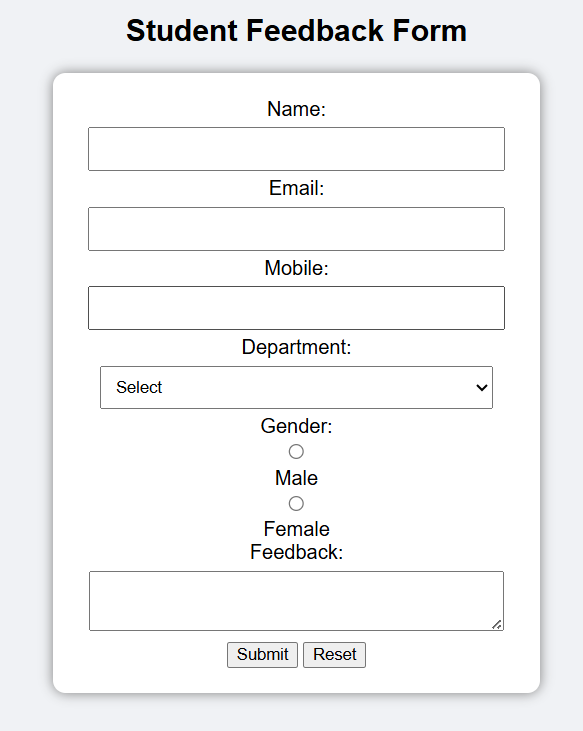 Student Feedback Form
Name:
Email:
Mobile:
Department:
Select
Gender:
Male
Female
Feedback:
Submit Reset